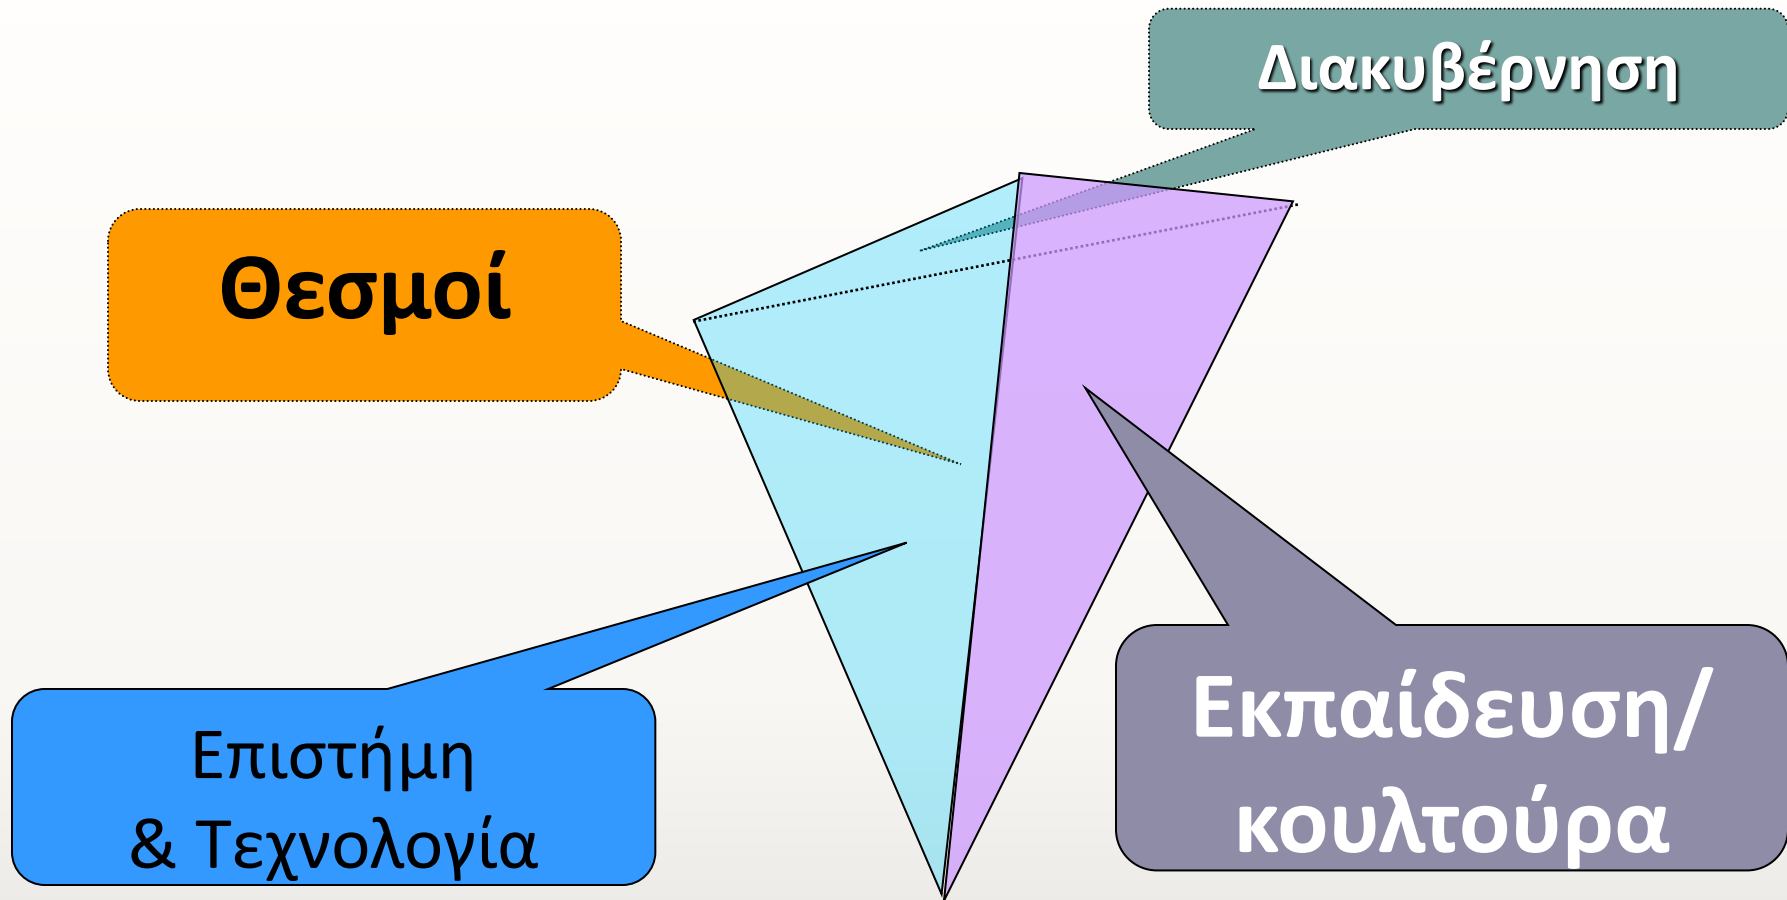 Διακυβέρνηση
Θεσμοί
Επιστήμη
& Τεχνολογία
Εκπαίδευση/
κουλτούρα